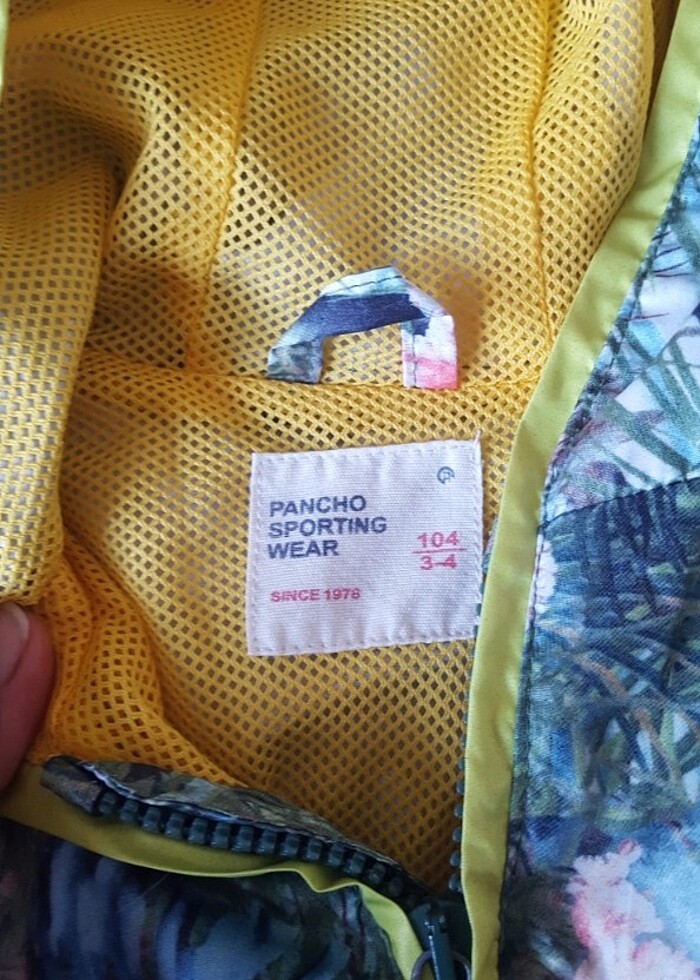 PANCHO
SPORTING
WEAR
104
3-4
SINCE 1978